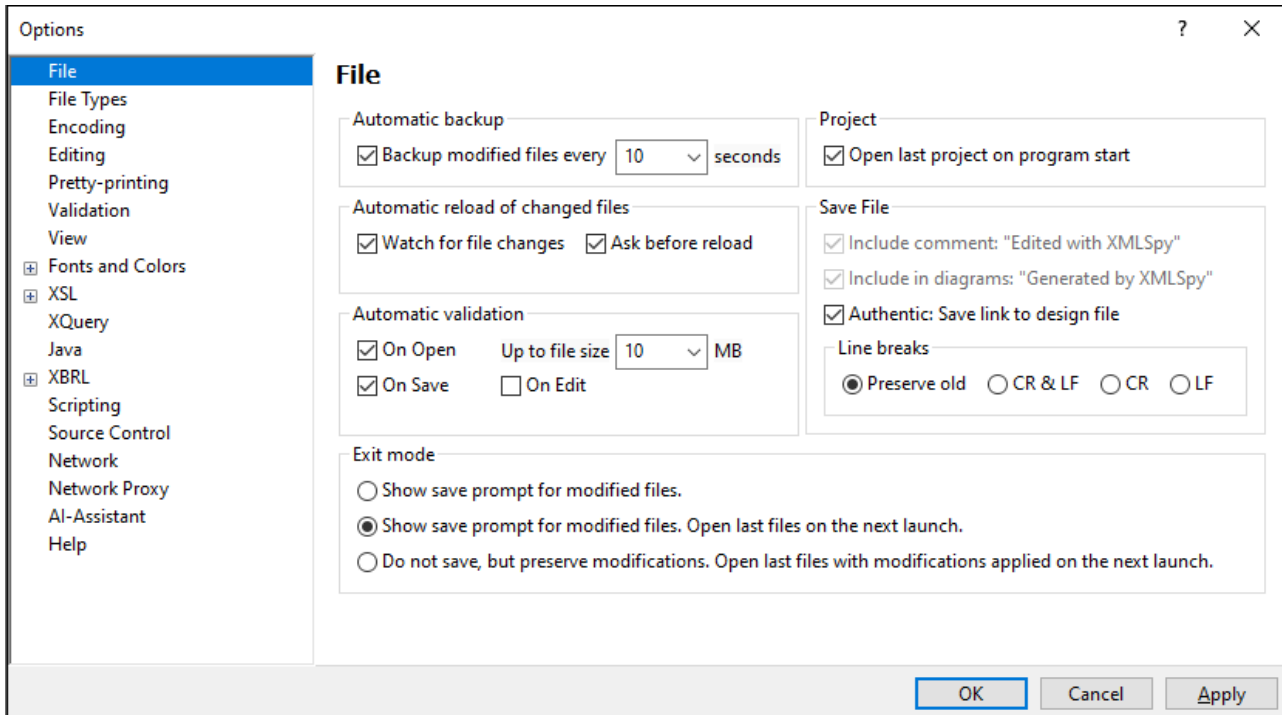 Options
?
File
File Types
Encoding
Editing
Pretty-printing
Validation
View
Fonts and Colors
XSL
XQuery
Java
XBRL
Scripting
Source Control
Network
Network Proxy
AI-Assistant
Help
File
Automatic backup
Backup modified files every 10 seconds
Automatic reload of changed files
Watch for file changes Ask before reload
Automatic validation
On Open Up to file size 10 MB
On Save On Edit
Project
Open last project on program start
Save File
Include comment: "Edited with XMLSpy"
Include in diagrams: "Generated by XMLSpy"
Authentic: Save link to design file
Line breaks
Preserve old CR & LF CR LF
Exit mode
Show save prompt for modified files.
Show save prompt for modified files. Open last files on the next launch.
Do not save, but preserve modifications. Open last files with modifications applied on the next launch.
OK Cancel Apply